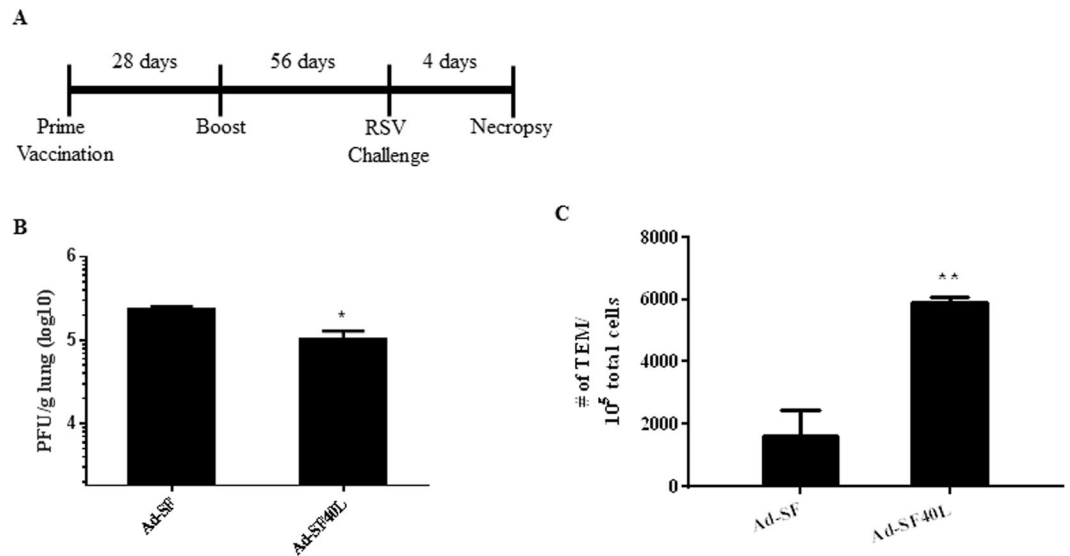 A
28 days 56 days 4 days
Prime Vaccination
Boost
RSV Challenge
Necropsy
B
PFU/g lung (log10)
6
5
4
*
Ad-SF
Ad-SF40L
C
# of TEM/
10⁵ total cells
8000
6000
4000
2000
0
**
Ad-SF
Ad-SF40L